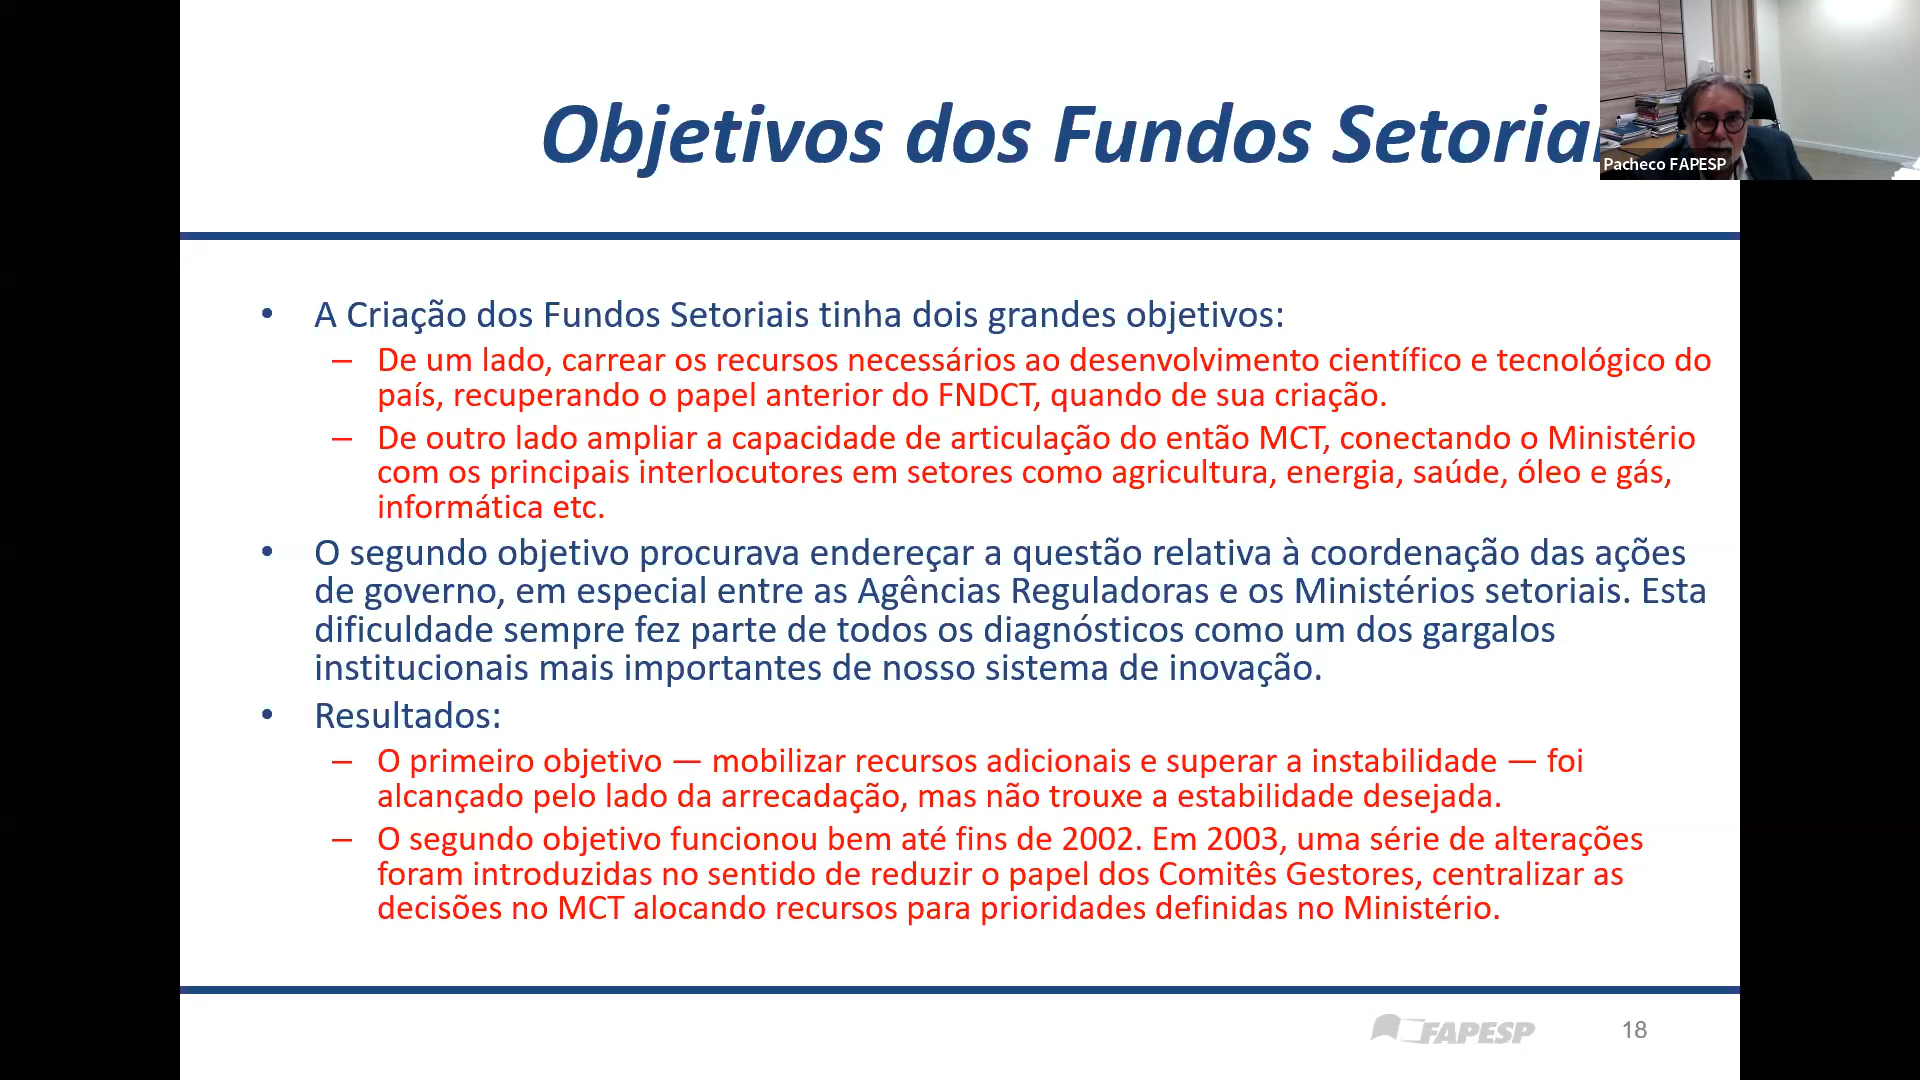 Objetivos dos Fundos Setoria
Pacheco FAPESP
• A Criação dos Fundos Setoriais tinha dois grandes objetivos:
– De um lado, carrear os recursos necessários ao desenvolvimento científico e tecnológico do
país, recuperando o papel anterior do FNDCT, quando de sua criação.
– De outro lado ampliar a capacidade de articulação do então MCT, conectando o Ministério
com os principais interlocutores em setores como agricultura, energia, saúde, óleo e gás,
informática etc.
• O segundo objetivo procurava endereçar a questão relativa à coordenação das ações
de governo, em especial entre as Agências Reguladoras e os Ministérios setoriais. Esta
dificuldade sempre fez parte de todos os diagnósticos como um dos gargalos
institucionais mais importantes de nosso sistema de inovação.
• Resultados:
– O primeiro objetivo — mobilizar recursos adicionais e superar a instabilidade — foi
alcançado pelo lado da arrecadação, mas não trouxe a estabilidade desejada.
– O segundo objetivo funcionou bem até fins de 2002. Em 2003, uma série de alterações
foram introduzidas no sentido de reduzir o papel dos Comitês Gestores, centralizar as
decisões no MCT alocando recursos para prioridades definidas no Ministério.
FAPESP
18